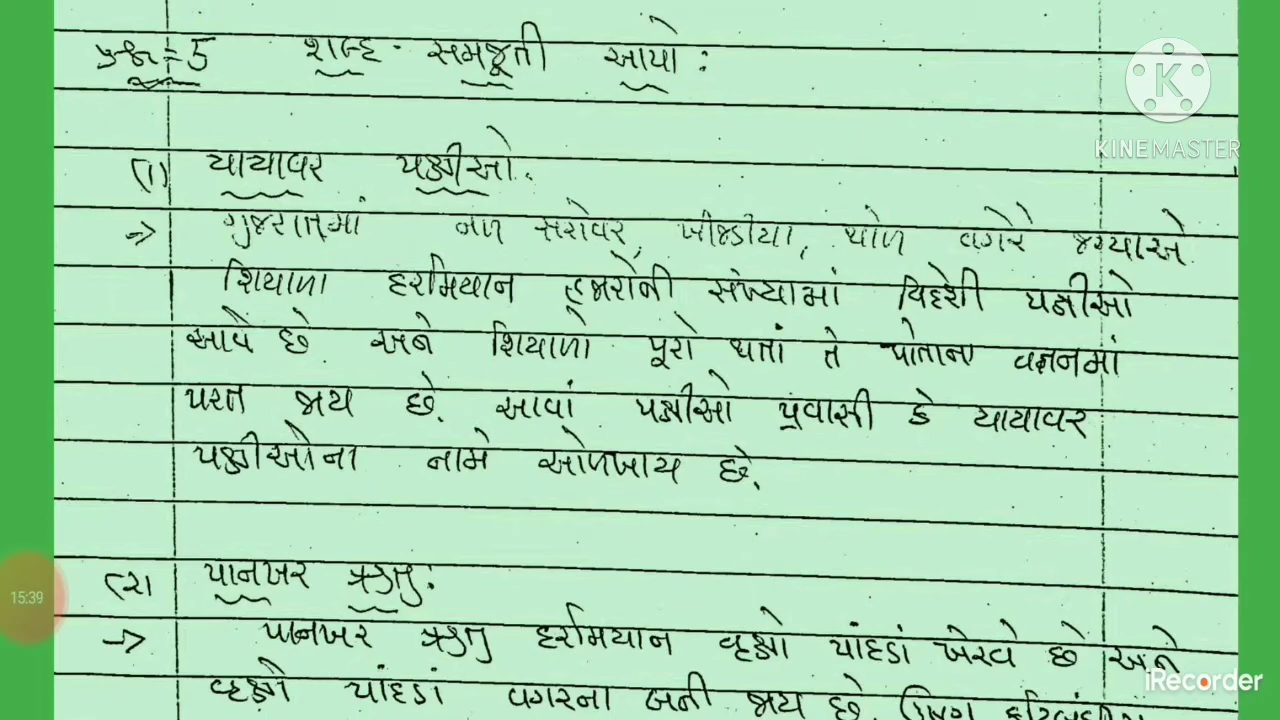 પ્રશ્ન:-5 શબ્દ-સમજૂતી આપો:
KINEMASTER
(1) યાયાવર પક્ષીઓ:
⇒ ગુજરાતમાં નળ સરોવર, ખીજડીયા, થોળ વગેરે જગ્યાએ
શિયાળા દરમિયાન હજારોની સંખ્યામાં વિદેશી પક્ષીઓ
આવે છે અને શિયાળો પૂરો થતાં તે પોતાના વતનમાં
પરત જાય છે. આવાં પક્ષીઓ પ્રવાસી કે યાયાવર
પક્ષીઓના નામે ઓળખાય છે.
(2) પાનખર ઋતુ:
15:39
→ પાનખર ઋતુ દરમિયાન વૃક્ષો પાંદડાં ખેરવે છે અને
iRecorder
વૃક્ષો પાંદડાં વગરના બની જાય છે.